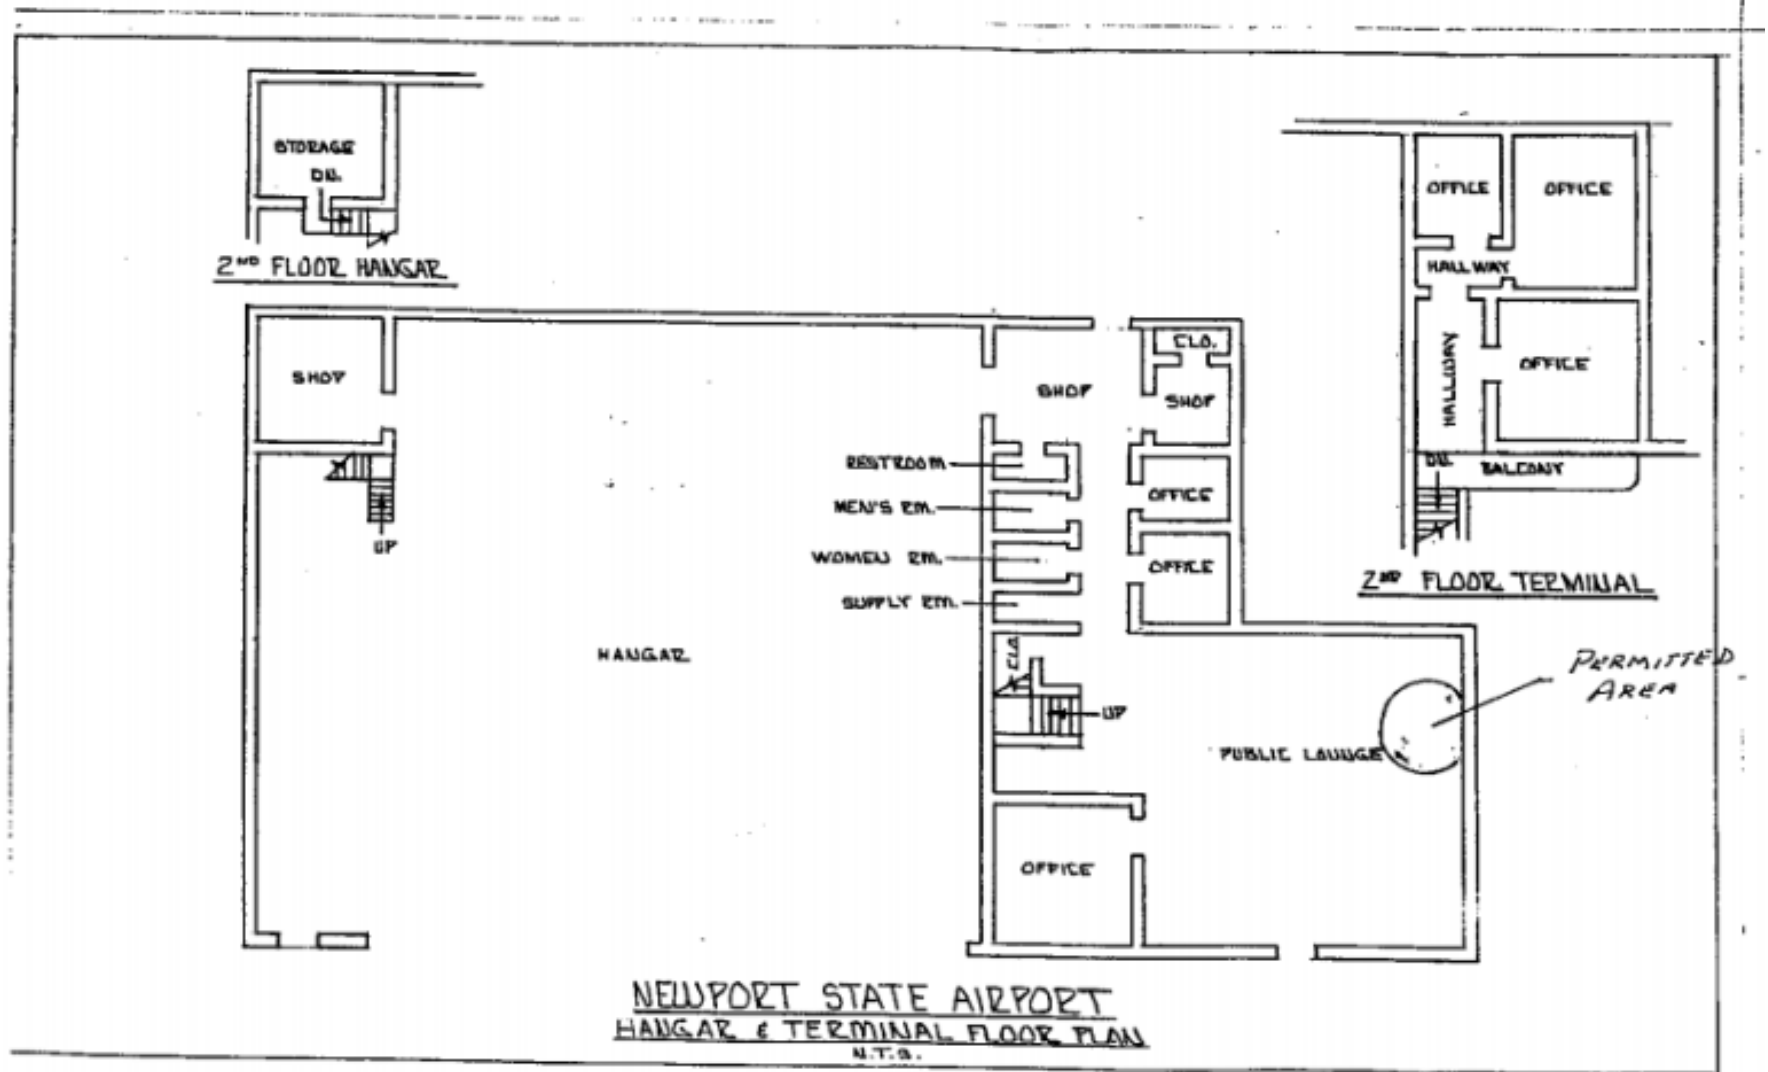 STORAGE
DN.
2ND FLOOR HANGAR
OFFICE
OFFICE
HALLWAY
HALLWAY
OFFICE
DN.
BALCONY
2ND FLOOR TERMINAL
SHOP
UP
HANGAR
SHOP
CLO.
SHOP
RESTROOM
MEN'S RM.
WOMEN RM.
SUPPLY RM.
OFFICE
OFFICE
CLO.
UP
PUBLIC LOUNGE
PERMITTED
AREA
OFFICE
NEWPORT STATE AIRPORT
HANGAR & TERMINAL FLOOR PLAN
N.T.S.